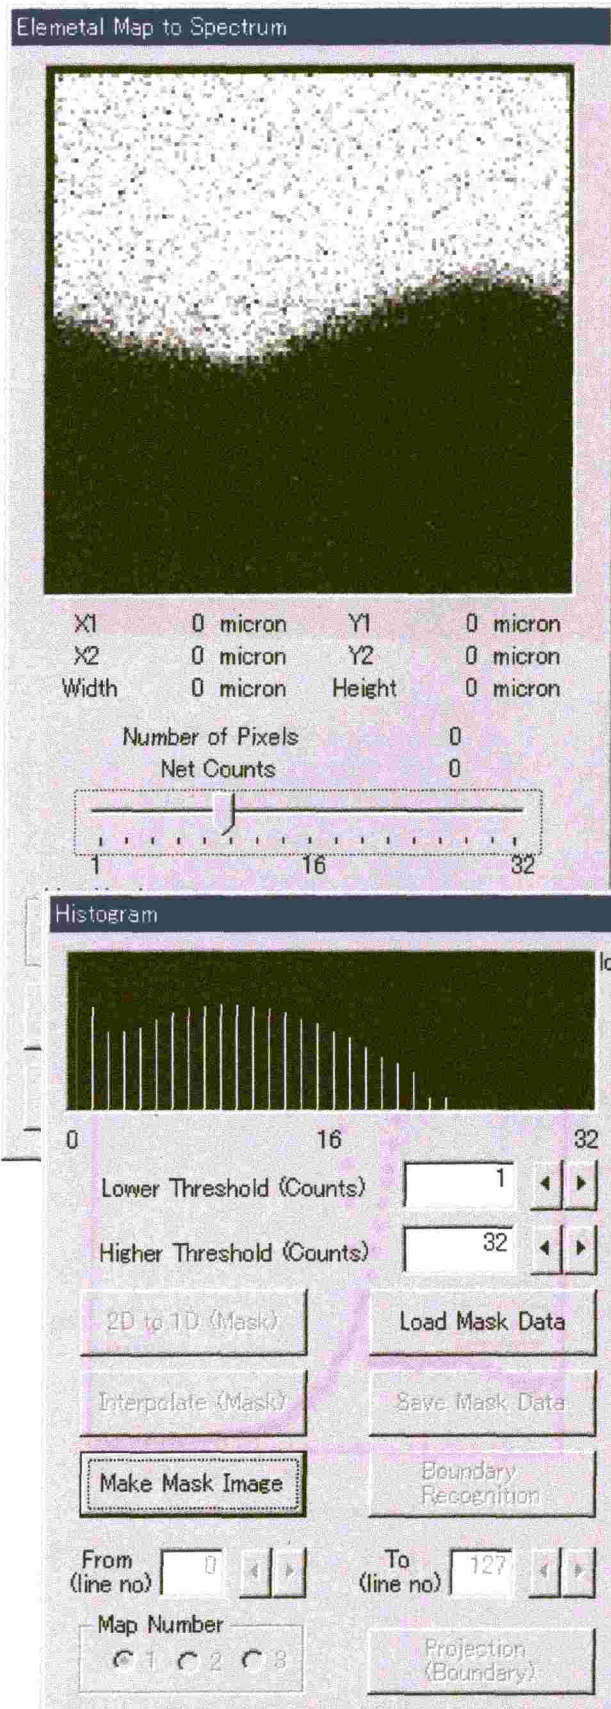 Elemetal Map to Spectrum
X1 0 micron Y1 0 micron
X2 0 micron Y2 0 micron
Width 0 micron Height 0 micron
Number of Pixels 0
Net Counts 0
1 16 32
Histogram
0 16 32
Lower Threshold (Counts) 1
Higher Threshold (Counts) 32
2D to 1D (Mask) Load Mask Data
Interpolate (Mask) Save Mask Data
Make Mask Image Boundary
Recognition
From
(line no) 0 To
(line no) 127
Map Number
1 2 3 Projection
(Boundary)